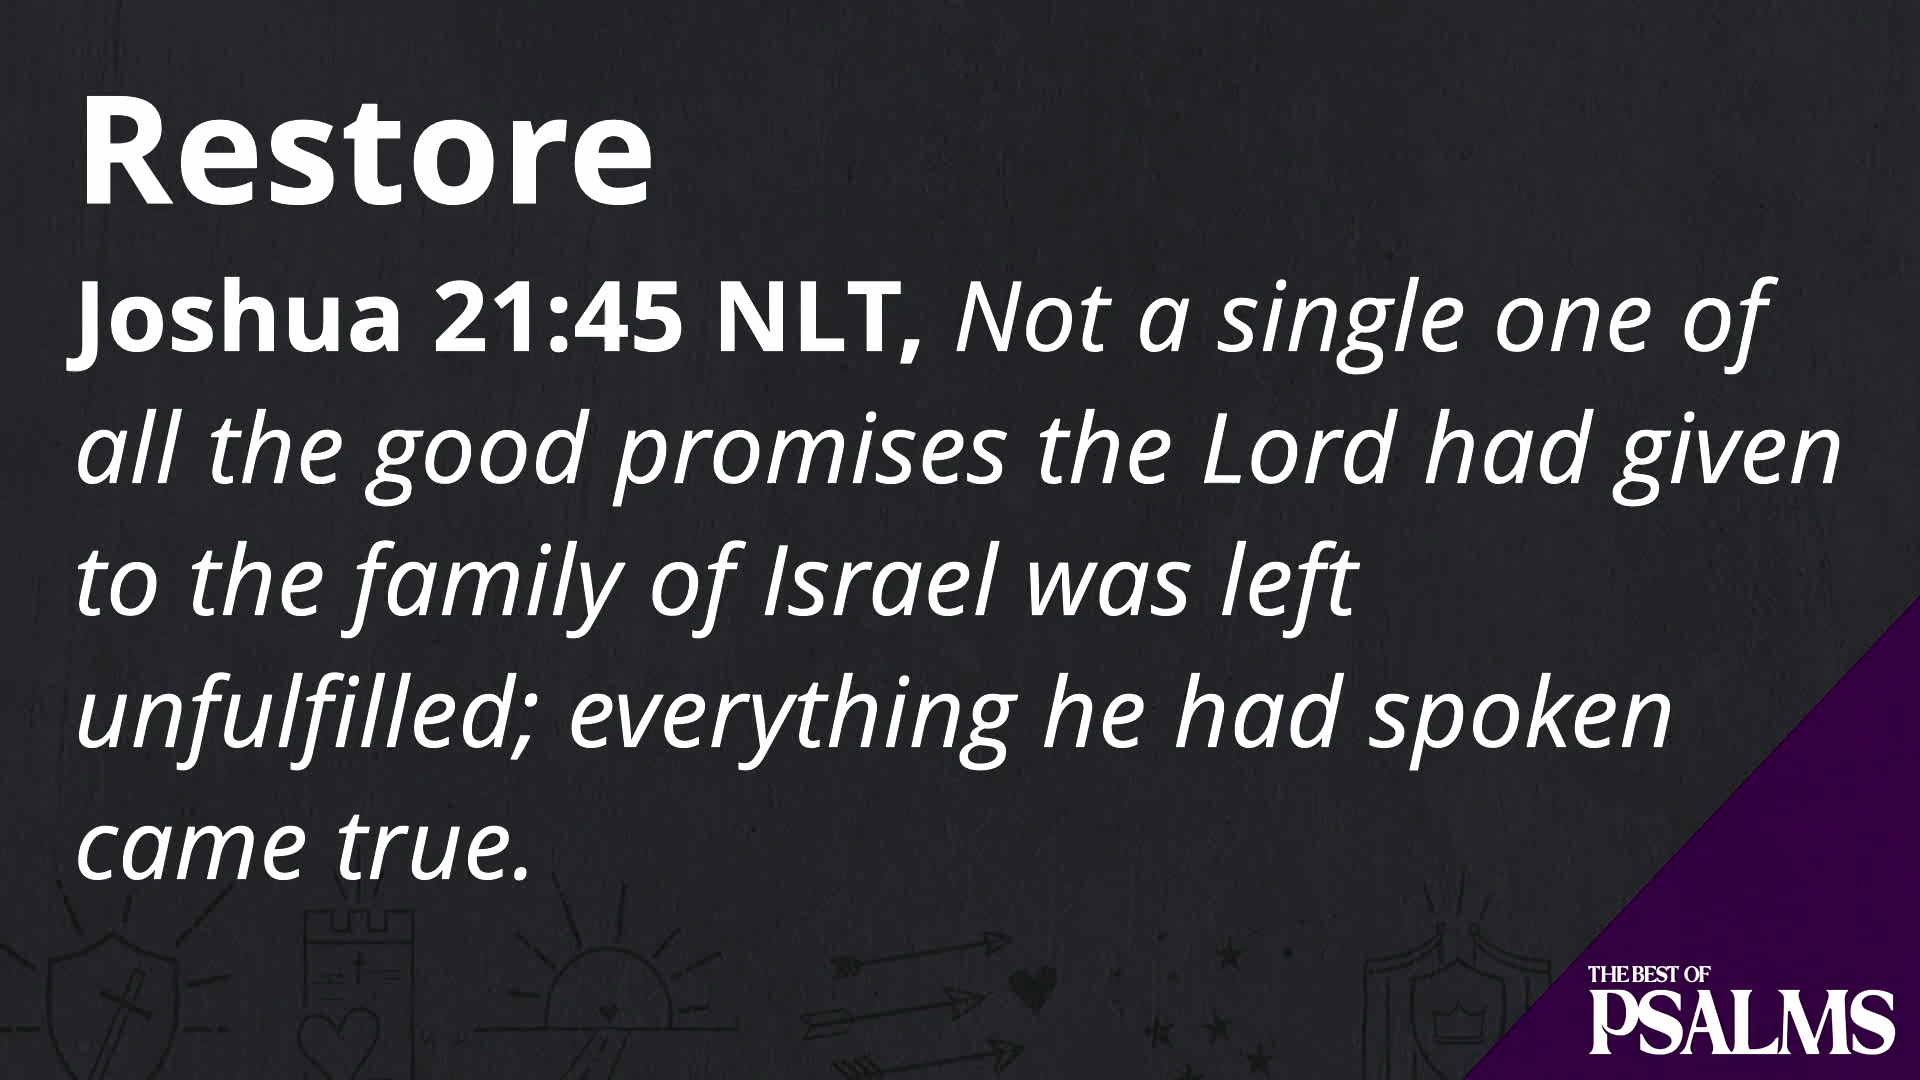 Restore
Joshua 21:45 NLT, Not a single one of
all the good promises the Lord had given
to the family of Israel was left
unfulfilled; everything he had spoken
came true.
THE BEST OF
PSALMS